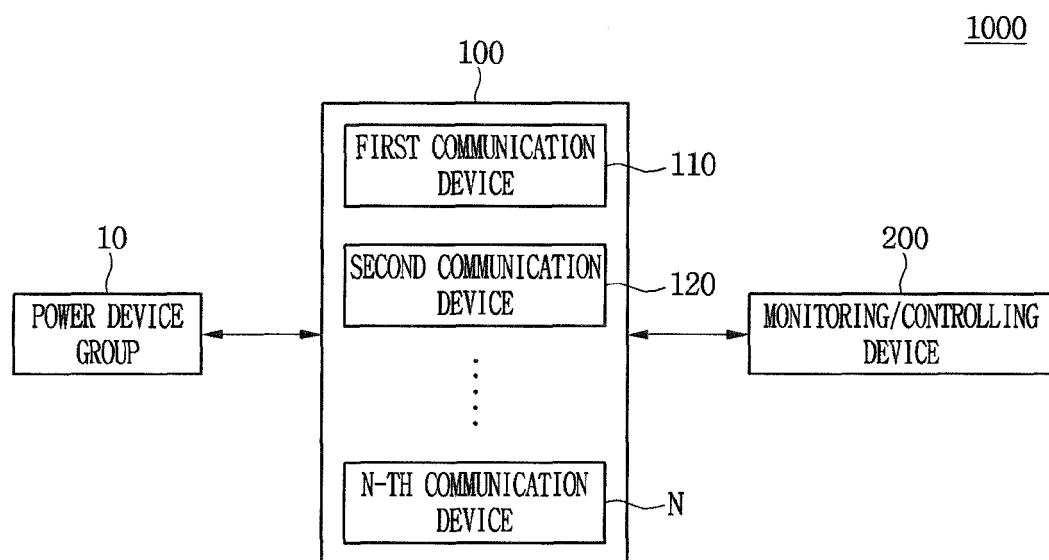 1000
100
FIRST COMMUNICATION
DEVICE
110
10
SECOND COMMUNICATION
DEVICE
120
200
POWER DEVICE
GROUP
MONITORING/CONTROLLING
DEVICE
N-TH COMMUNICATION
DEVICE
N